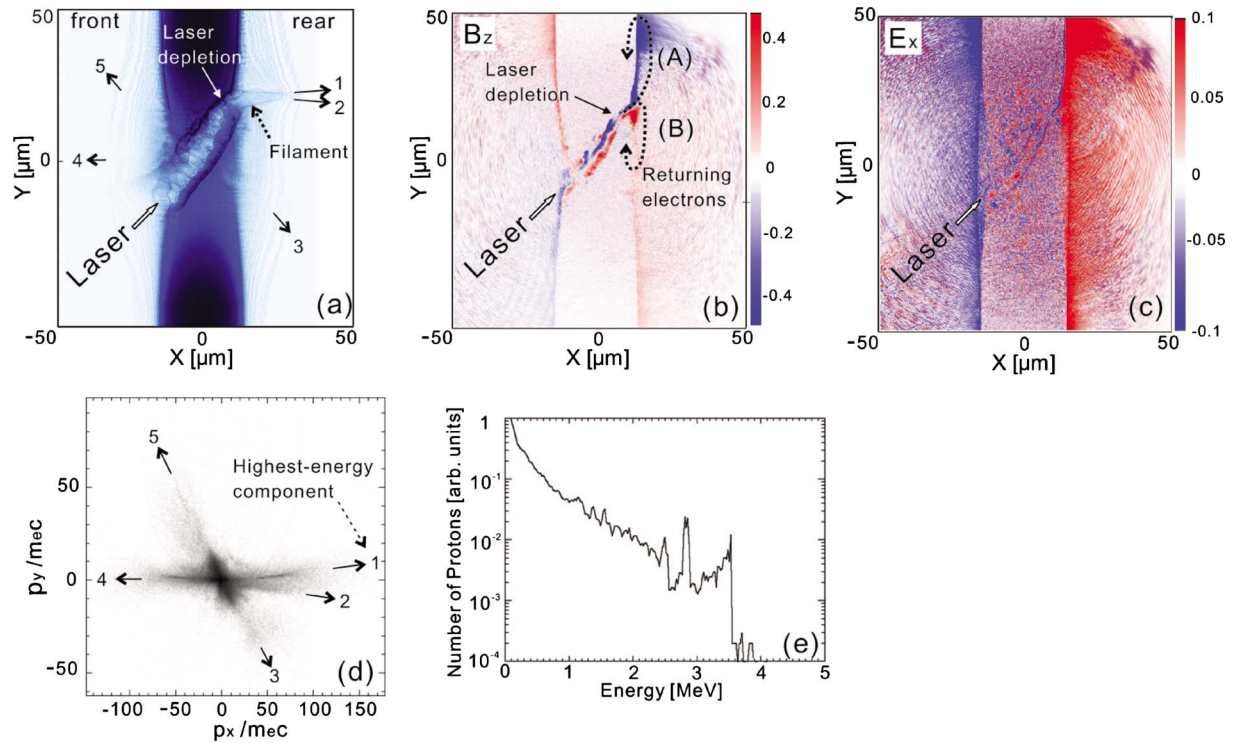 50
front
rear
Laser
depletion
5
1
2
Filament
0
4
3
Laser
(a)
Y [μm]
-50
-50
0
50
X [μm]
50
Bz
(A)
Laser
depletion
(B)
0
Returning
electrons
Laser
(b)
Y [μm]
-50
-50
0
50
X [μm]
0.4
0.2
0
-0.2
-0.4
50
Ex
0
Laser
(c)
Y [μm]
-50
-50
0
50
X [μm]
0.1
0.05
0
-0.05
-0.1
5
Highest-energy
component
50
1
0
4
2
-50
3
(d)
py/mec
-100
-50
0
50
100
150
px /mec
Number of Protons [arb. units]
1
10-1
10-2
10-3
10-4
(e)
0
1
2
3
4
5
Energy [MeV]